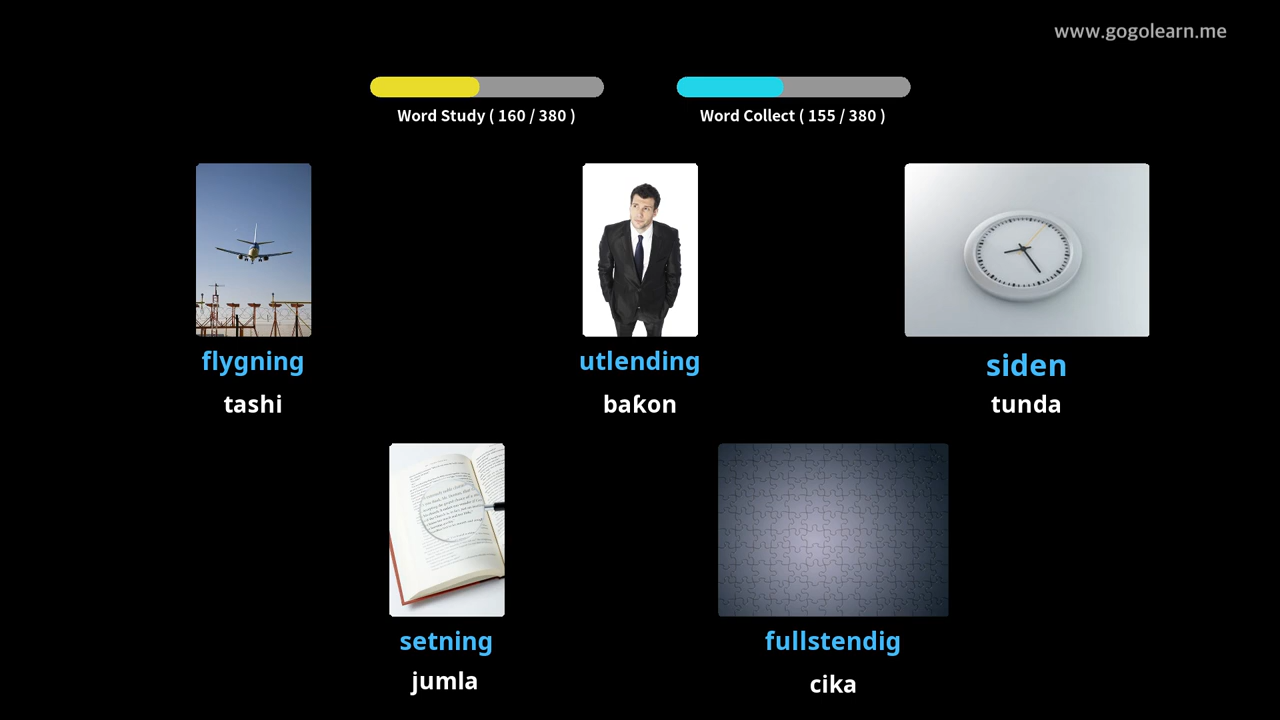 www.gogolearn.me
Word Study ( 160 / 380 )
Word Collect ( 155 / 380 )
flygning
utlending
siden
tashi
baƙon
tunda
setning
fullstendig
jumla
cika